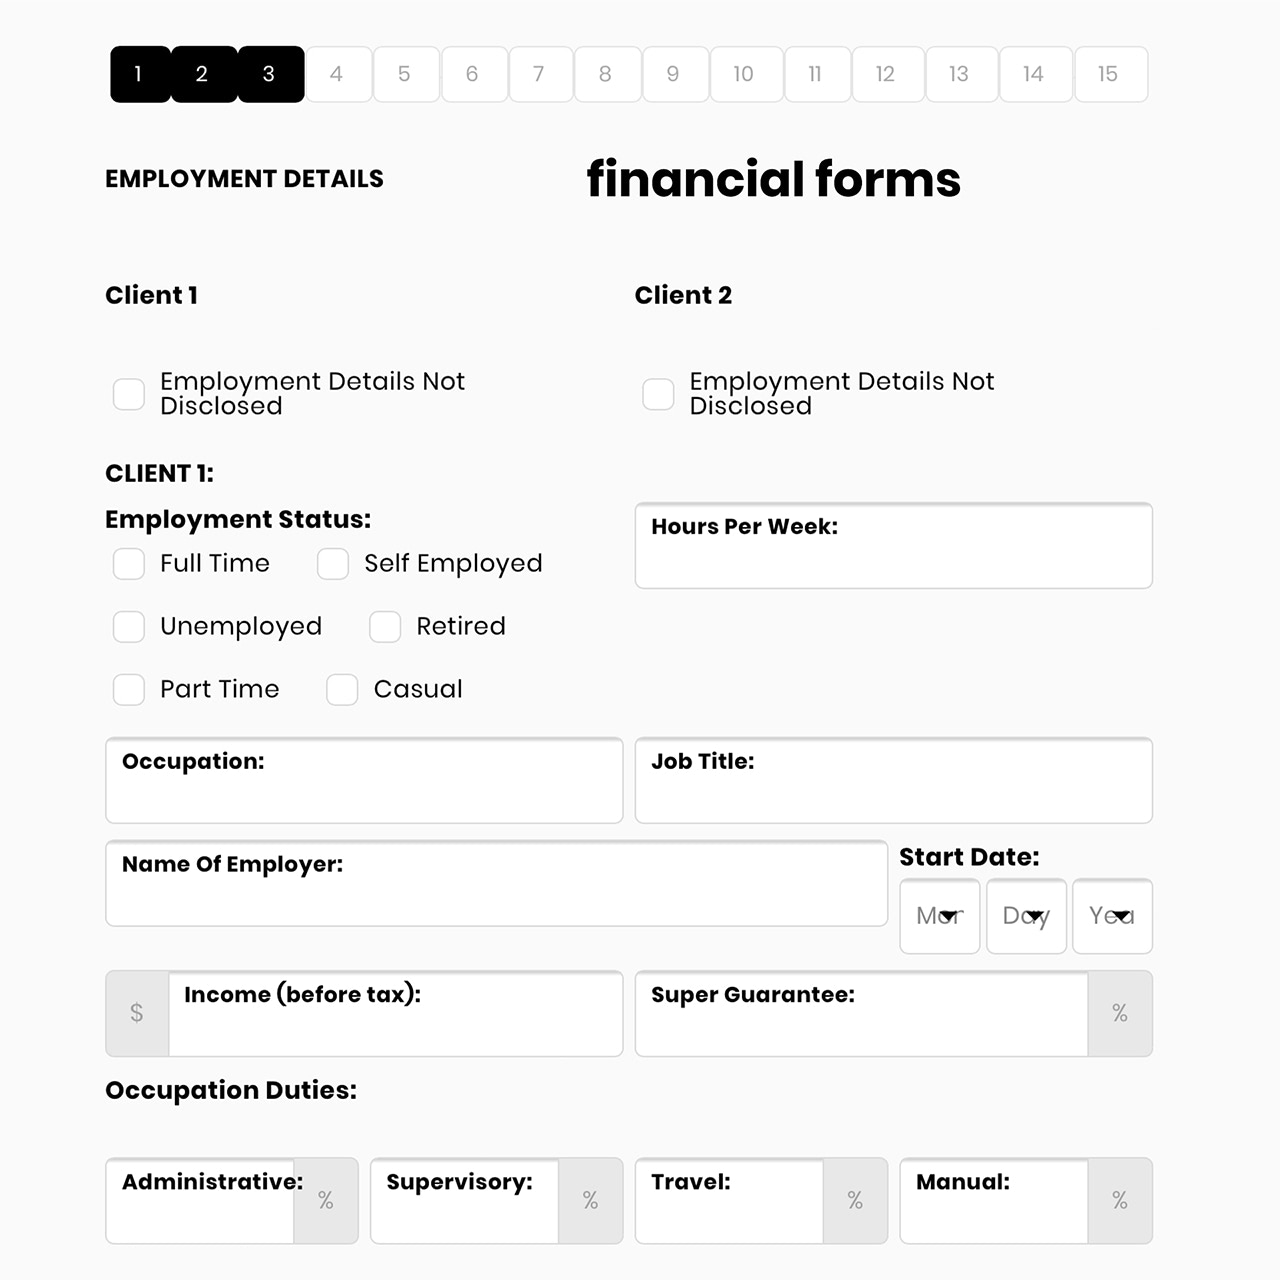 1 2 3 4 5 6 7 8 9 10 11 12 13 14 15
EMPLOYMENT DETAILS
financial forms
Client 1
Client 2
Employment Details Not
Disclosed
Employment Details Not
Disclosed
CLIENT 1:
Employment Status:
Hours Per Week:
Full Time
Self Employed
Unemployed
Retired
Part Time
Casual
Occupation:
Job Title:
Name Of Employer:
Start Date:
Mor
Day
Yea
$
Income (before tax):
Super Guarantee:
%
Occupation Duties:
Administrative:
%
Supervisory:
%
Travel:
%
Manual:
%